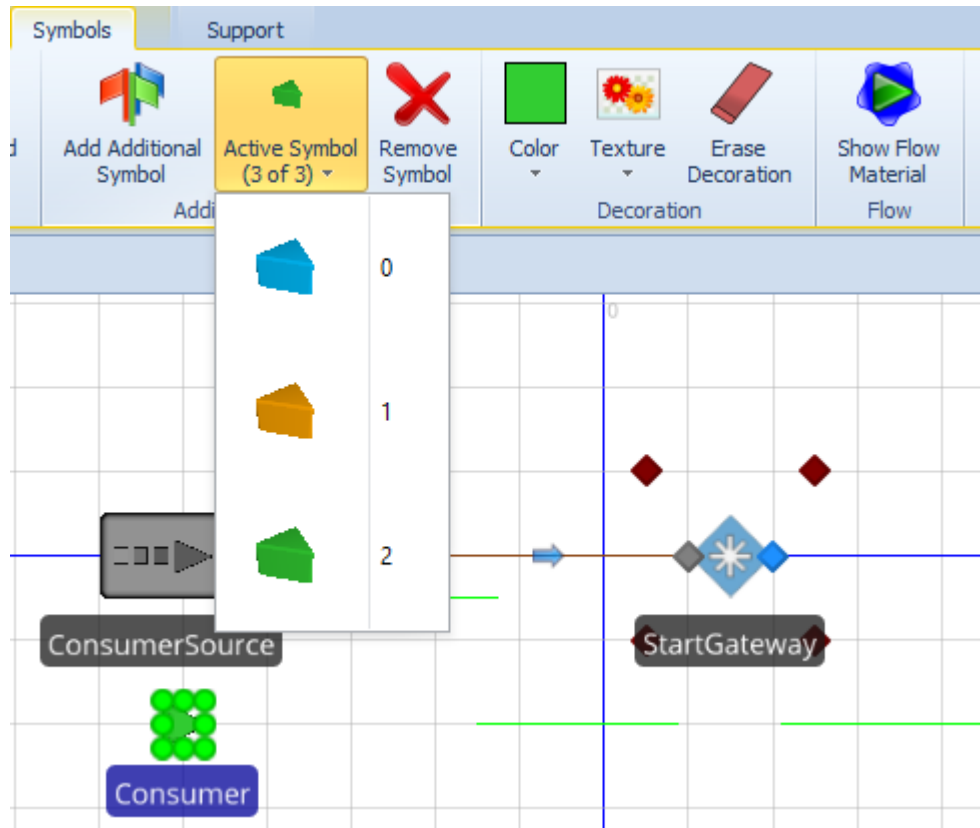 Symbols
Support
d
Add Additional
Symbol
Active Symbol
(3 of 3)
Remove
Symbol
Color
Texture
Erase
Decoration
Show Flow
Material
Addi
Decoration
Flow
0
1
2
0
ConsumerSource
StartGateway
Consumer